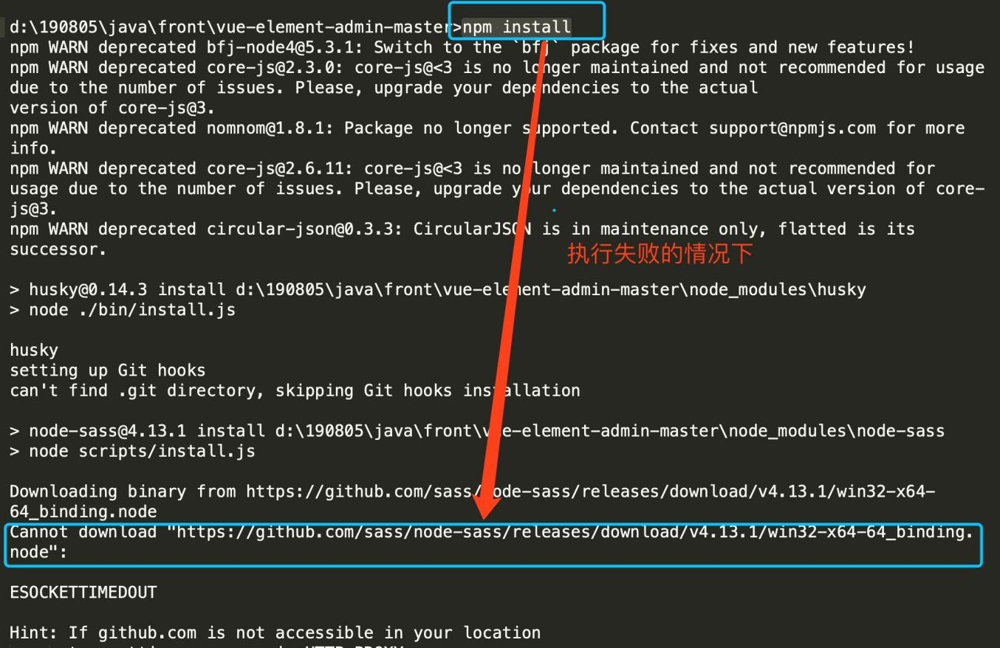 d:\190805\java\front\vue-element-admin-master>npm install
npm WARN deprecated bfj-node4@5.3.1: Switch to the `bfj` package for fixes and new features!
npm WARN deprecated core-js@2.3.0: core-js@<3 is no longer maintained and not recommended for usage
due to the number of issues. Please, upgrade your dependencies to the actual
version of core-js@3.
npm WARN deprecated nomnom@1.8.1: Package no longer supported. Contact support@npmjs.com for more
info.
npm WARN deprecated core-js@2.6.11: core-js@<3 is no longer maintained and not recommended for
usage due to the number of issues. Please, upgrade your dependencies to the actual version of core-
js@3.
npm WARN deprecated circular-json@0.3.3: CircularJSON is in maintenance only, flatted is its
successor.
执行失败的情况下
> husky@0.14.3 install d:\190805\java\front\vue-element-admin-master\node_modules\husky
> node ./bin/install.js
husky
setting up Git hooks
can't find .git directory, skipping Git hooks installation
> node-sass@4.13.1 install d:\190805\java\front\vue-element-admin-master\node_modules\node-sass
> node scripts/install.js
Downloading binary from https://github.com/sass/node-sass/releases/download/v4.13.1/win32-x64-
64_binding.node
Cannot download "https://github.com/sass/node-sass/releases/download/v4.13.1/win32-x64-64_binding.
node":
ESOCKETTIMEDOUT
Hint: If github.com is not accessible in your location